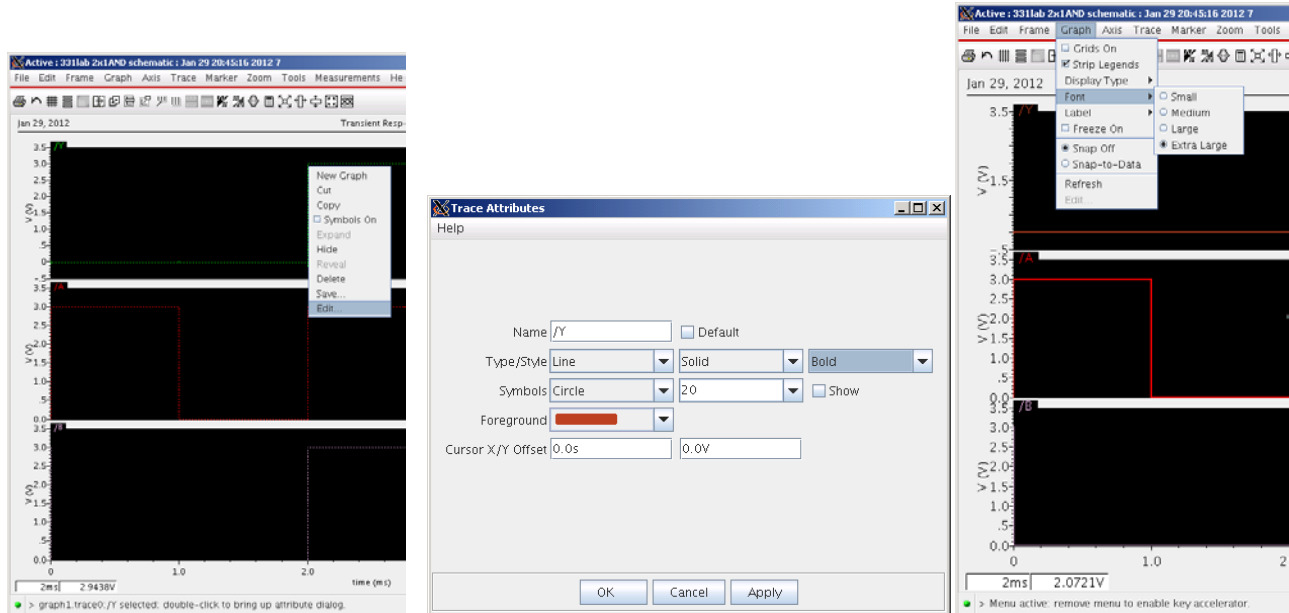 Active : 331lab 2x1AND schematic : Jan 29 20:45:16 2012 7
File Edit Frame Graph Axis Trace Marker Zoom Tools Measurements He
Jan 29, 2012 Transient Resp
/Y
3.5
3.0
2.5
2.0
1.5
1.0
.5
0
-.5
V (V)
New Graph
Cut
Copy
Symbols On
Expand
Hide
Reveal
Delete
Save...
Edit...
/A
3.5
3.0
2.5
2.0
1.5
1.0
.5
0.0
V (V)
/B
3.5
3.0
2.5
2.0
1.5
1.0
.5
0.0
V (V)
0 1.0 2.0
time (ms)
2ms 2.9438V
> graph1.trace0:/Y selected: double-click to bring up attribute dialog.
Trace Attributes
Help
Name /Y Default
Type/Style Line Solid Bold
Symbols Circle 20 Show
Foreground
Cursor X/Y Offset 0.0s 0.0V
OK Cancel Apply
Active : 331lab 2x1AND schematic : Jan 29 20:45:16 2012 7
File Edit Frame Graph Axis Trace Marker Zoom Tools
Jan 29, 2012
Grids On
Strip Legends
Display Type
Font
Label
Freeze On
Snap Off
Snap-to-Data
Refresh
Edit...
Small
Medium
Large
Extra Large
/Y
3.5
1.5
-.5
V (V)
/A
3.5
3.0
2.5
2.0
1.5
1.0
.5
0.0
V (V)
/B
3.5
3.0
2.5
2.0
1.5
1.0
.5
0.0
V (V)
0 1.0 2
2ms 2.0721V
> Menu active: remove menu to enable key accelerator.